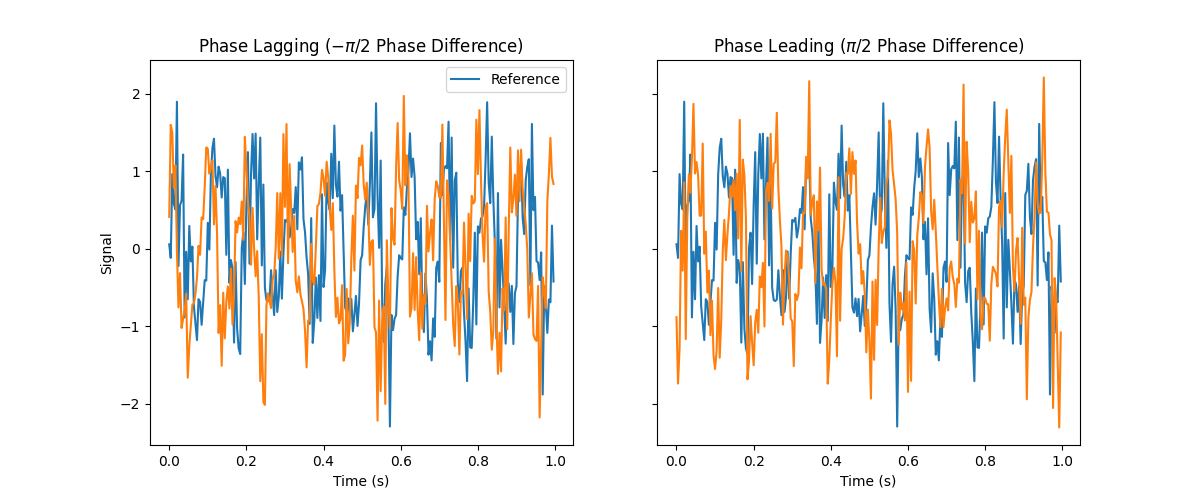 Phase Lagging (−π/2 Phase Difference)
Reference
Signal
2
1
0
−1
−2
0.0 0.2 0.4 0.6 0.8 1.0
Time (s)
Phase Leading (π/2 Phase Difference)
0.0 0.2 0.4 0.6 0.8 1.0
Time (s)